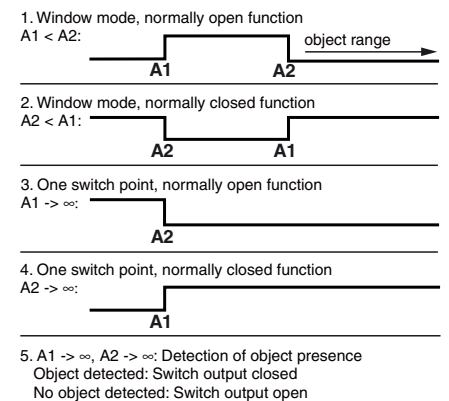 1. Window mode, normally open function
A1 < A2:
object range
A1 A2
2. Window mode, normally closed function
A2 < A1:
A2 A1
3. One switch point, normally open function
A1 -> ∞:
A2
4. One switch point, normally closed function
A2 -> ∞:
A1
5. A1 -> ∞, A2 -> ∞: Detection of object presence
Object detected: Switch output closed
No object detected: Switch output open